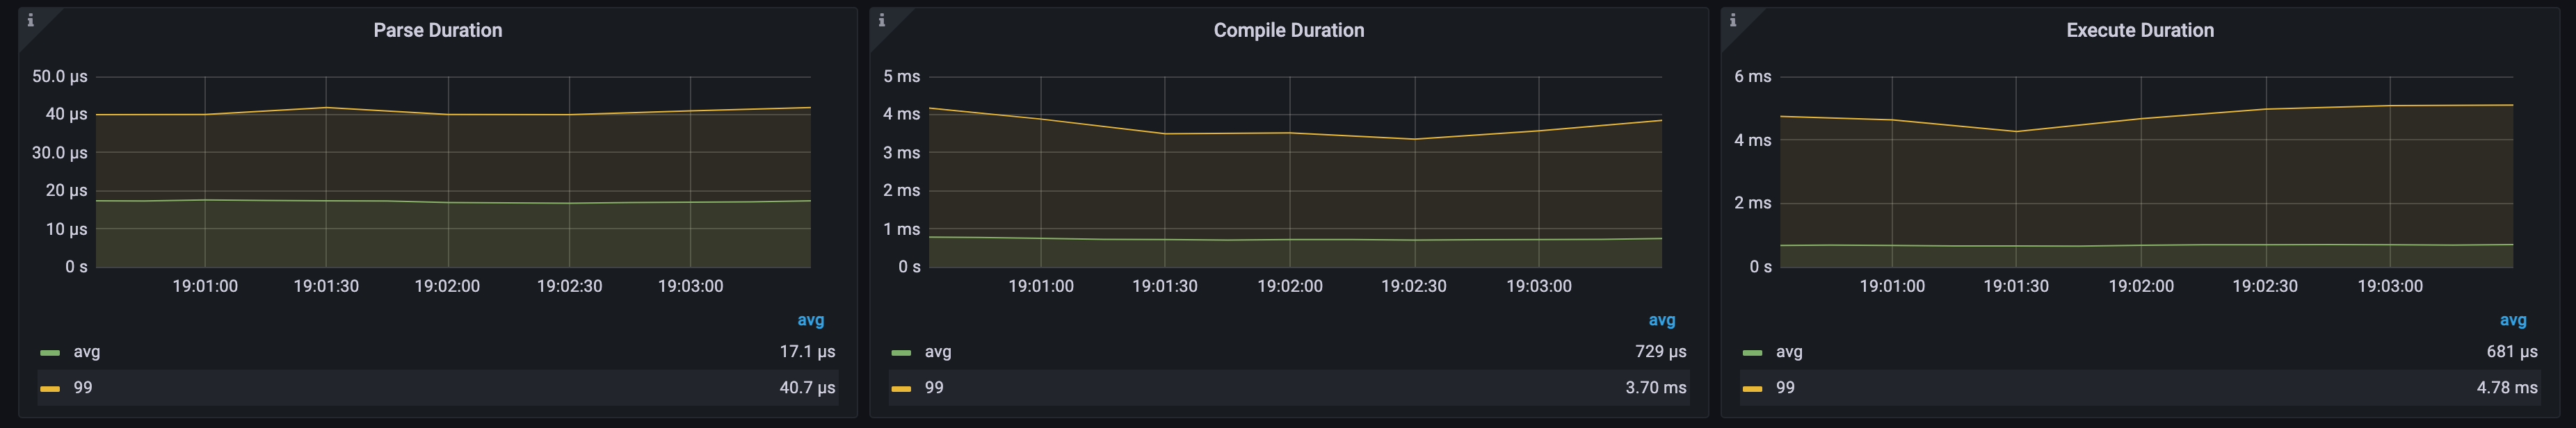 Parse Duration
50.0 µs
40 µs
30.0 µs
20 µs
10 µs
0 s
19:01:00 19:01:30 19:02:00 19:02:30 19:03:00
avg
avg 17.1 µs
99 40.7 µs
Compile Duration
5 ms
4 ms
3 ms
2 ms
1 ms
0 s
19:01:00 19:01:30 19:02:00 19:02:30 19:03:00
avg
avg 729 µs
99 3.70 ms
Execute Duration
6 ms
4 ms
2 ms
0 s
19:01:00 19:01:30 19:02:00 19:02:30 19:03:00
avg
avg 681 µs
99 4.78 ms